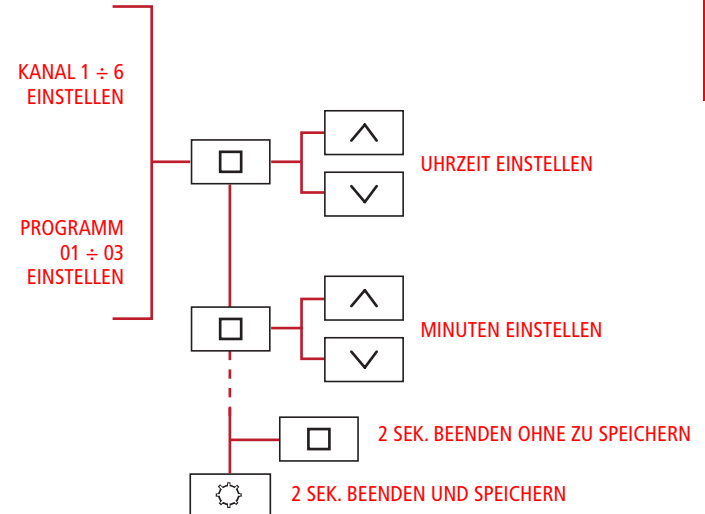 KANAL 1 ÷ 6
EINSTELLEN
UHRZEIT EINSTELLEN
PROGRAMM
01 ÷ 03
EINSTELLEN
MINUTEN EINSTELLEN
2 SEK. BEENDEN OHNE ZU SPEICHERN
2 SEK. BEENDEN UND SPEICHERN